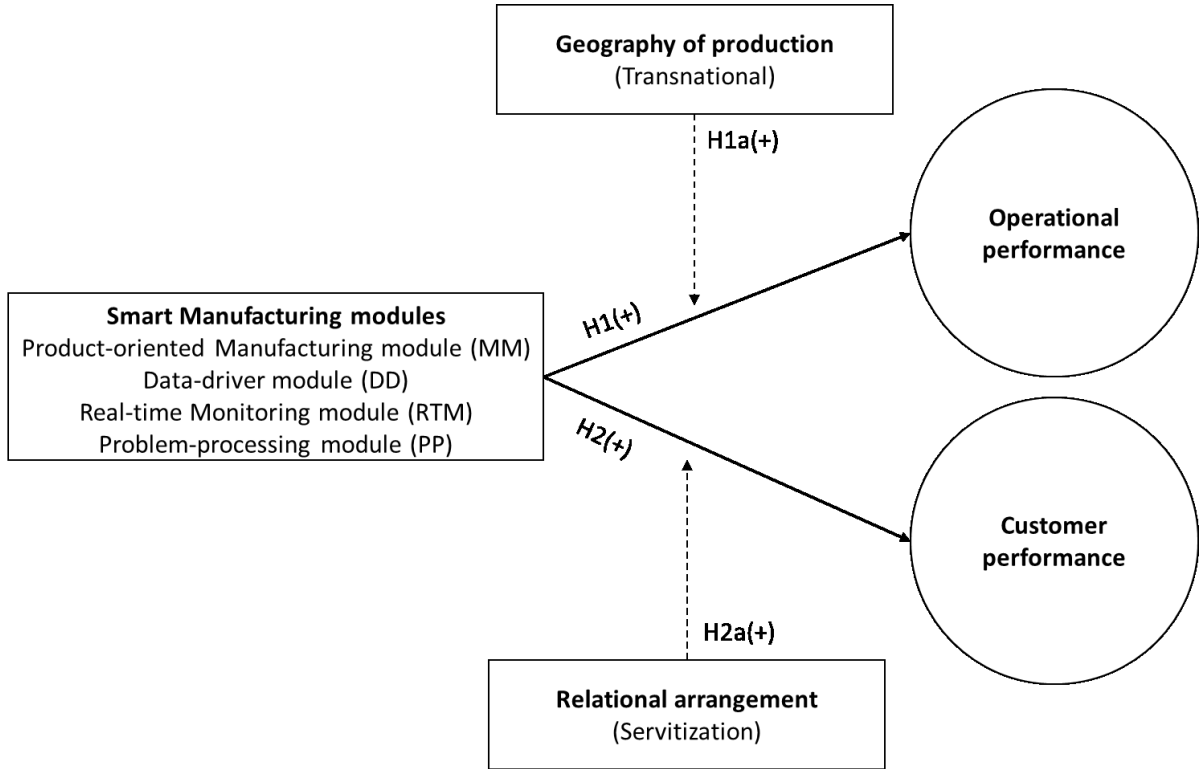 Geography of production
(Transnational)
H1a(+)
Operational
performance
H1(+)
Smart Manufacturing modules
Product-oriented Manufacturing module (MM)
Data-driver module (DD)
Real-time Monitoring module (RTM)
Problem-processing module (PP)
H2(+)
Customer
performance
H2a(+)
Relational arrangement
(Servitization)